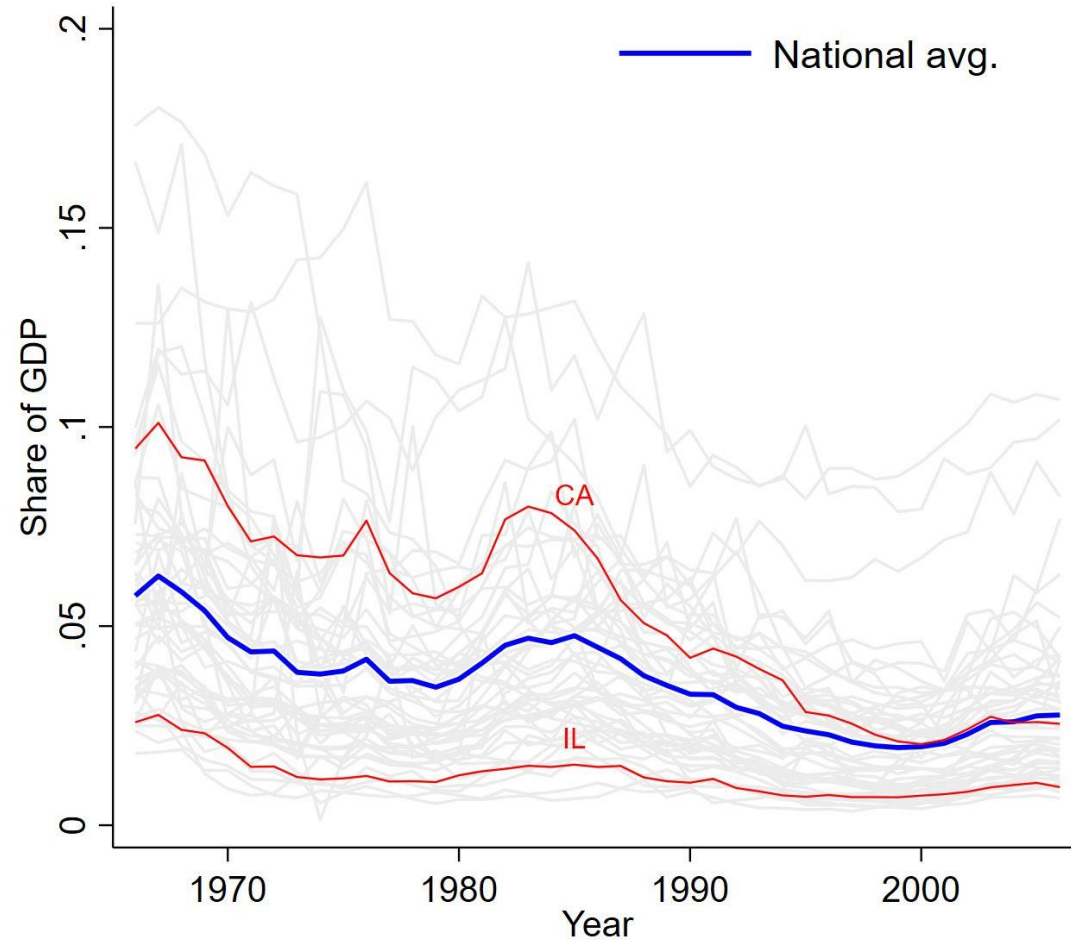 .2
National avg.
.15
.1
CA
.05
IL
0
Share of GDP
1970 1980 1990 2000
Year